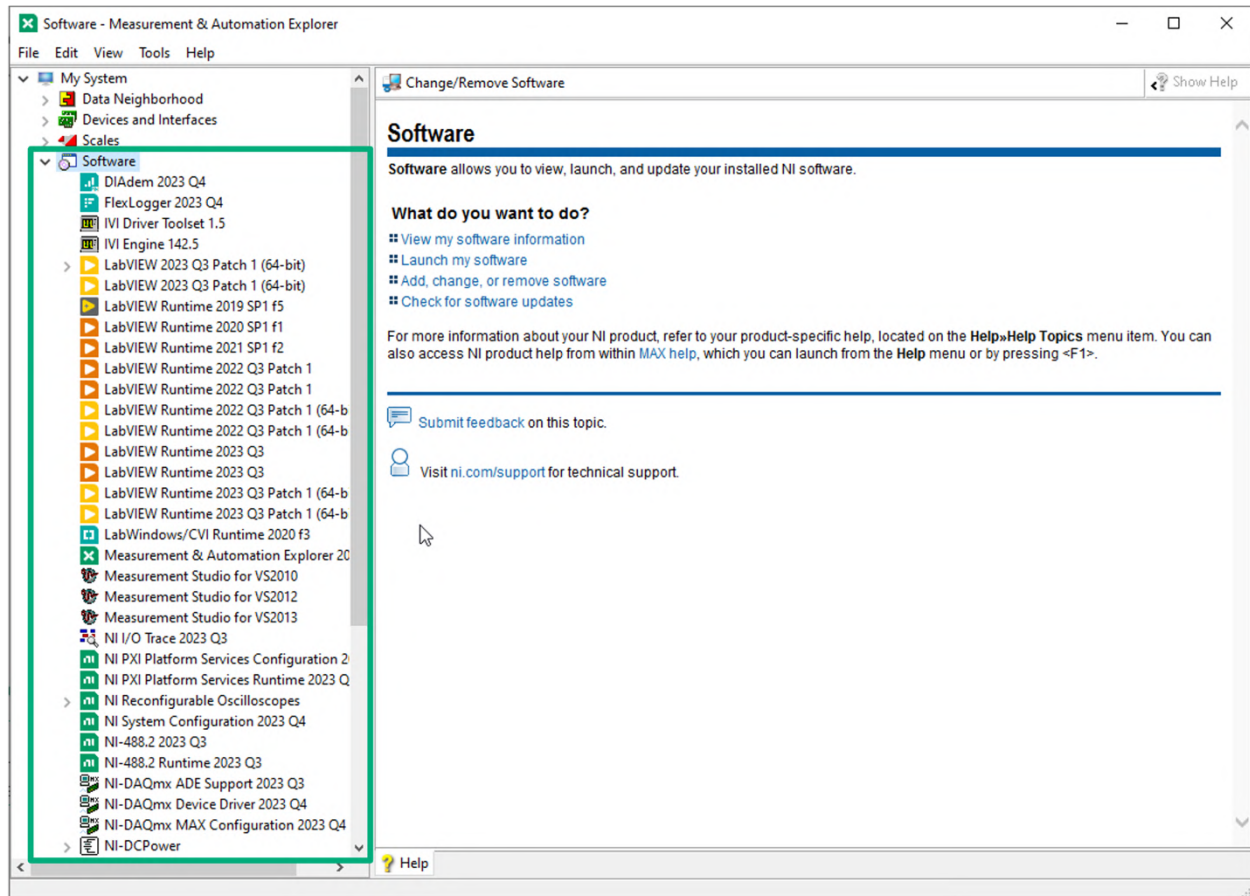 Software - Measurement & Automation Explorer
File Edit View Tools Help
My System
Data Neighborhood
Devices and Interfaces
Scales
Software
DIAdem 2023 Q4
FlexLogger 2023 Q4
IVI Driver Toolset 1.5
IVI Engine 142.5
LabVIEW 2023 Q3 Patch 1 (64-bit)
LabVIEW 2023 Q3 Patch 1 (64-bit)
LabVIEW Runtime 2019 SP1 f5
LabVIEW Runtime 2020 SP1 f1
LabVIEW Runtime 2021 SP1 f2
LabVIEW Runtime 2022 Q3 Patch 1
LabVIEW Runtime 2022 Q3 Patch 1
LabVIEW Runtime 2022 Q3 Patch 1 (64-b
LabVIEW Runtime 2022 Q3 Patch 1 (64-b
LabVIEW Runtime 2023 Q3
LabVIEW Runtime 2023 Q3
LabVIEW Runtime 2023 Q3 Patch 1 (64-b
LabVIEW Runtime 2023 Q3 Patch 1 (64-b
LabWindows/CVI Runtime 2020 f3
Measurement & Automation Explorer 20
Measurement Studio for VS2010
Measurement Studio for VS2012
Measurement Studio for VS2013
NI I/O Trace 2023 Q3
NI PXI Platform Services Configuration 2
NI PXI Platform Services Runtime 2023 Q
NI Reconfigurable Oscilloscopes
NI System Configuration 2023 Q4
NI-488.2 2023 Q3
NI-488.2 Runtime 2023 Q3
NI-DAQmx ADE Support 2023 Q3
NI-DAQmx Device Driver 2023 Q4
NI-DAQmx MAX Configuration 2023 Q4
NI-DCPower
Change/Remove Software
Show Help
Software
Software allows you to view, launch, and update your installed NI software.
What do you want to do?
View my software information
Launch my software
Add, change, or remove software
Check for software updates
For more information about your NI product, refer to your product-specific help, located on the Help»Help Topics menu item. You can
also access NI product help from within MAX help, which you can launch from the Help menu or by pressing <F1>.
Submit feedback on this topic.
Visit ni.com/support for technical support.
Help